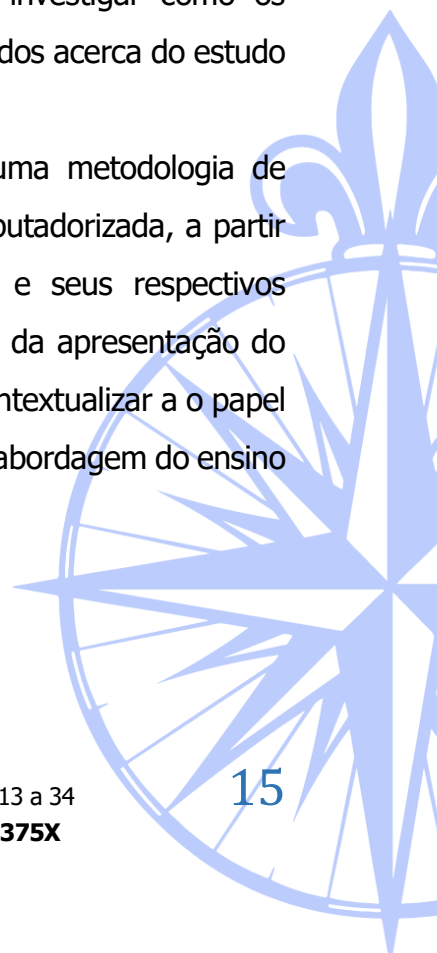 investigar como os
dos acerca do estudo
uma metodologia de
putadorizada, a partir
e seus respectivos
da apresentação do
ntextualizar a o papel
abordagem do ensino
13 a 34
15
375X